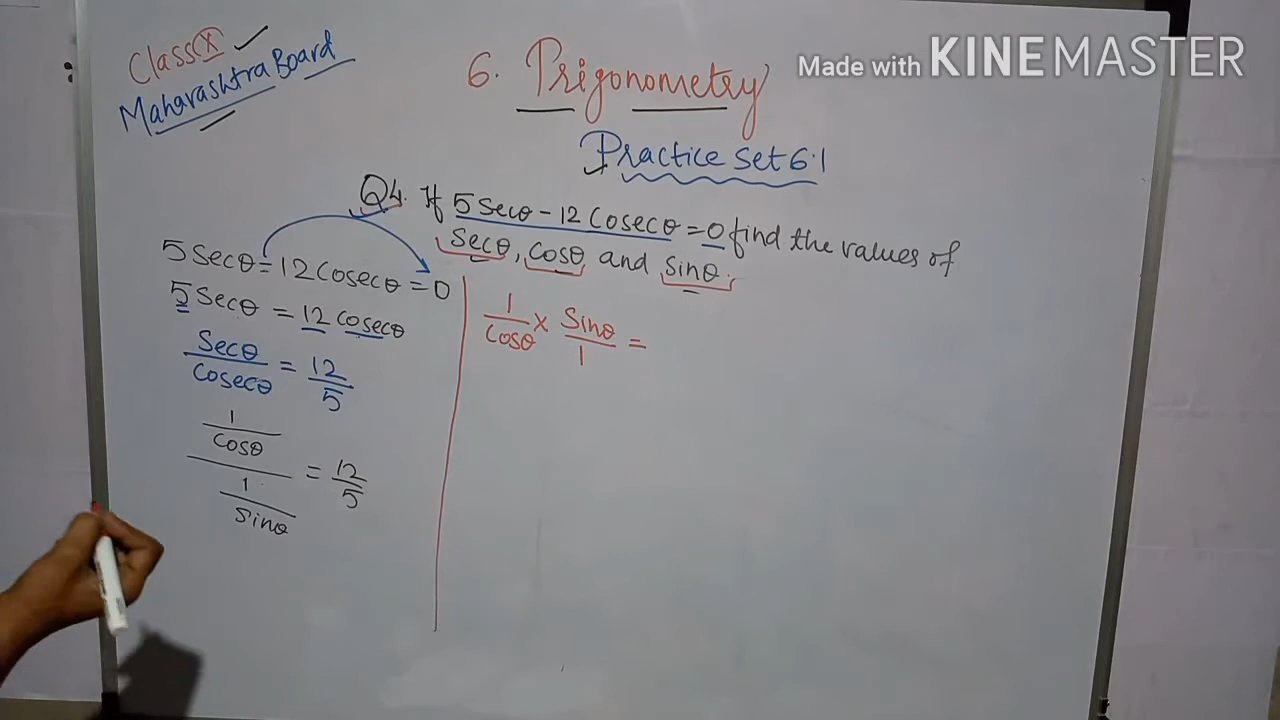 Class X ✓
Maharashtra Board
Made with KINEMASTER
6. Trigonometry
Practice Set 6.1
Q4. If 5 Secθ - 12 Cosecθ = 0 find the values of
Secθ, Cosθ and Sinθ.
5 Secθ = 12 Cosecθ = 0
5 Secθ = 12 Cosecθ
Secθ/Cosecθ = 12/5
(1/Cosθ)/(1/Sinθ) = 12/5
1/Cosθ × Sinθ/1 =